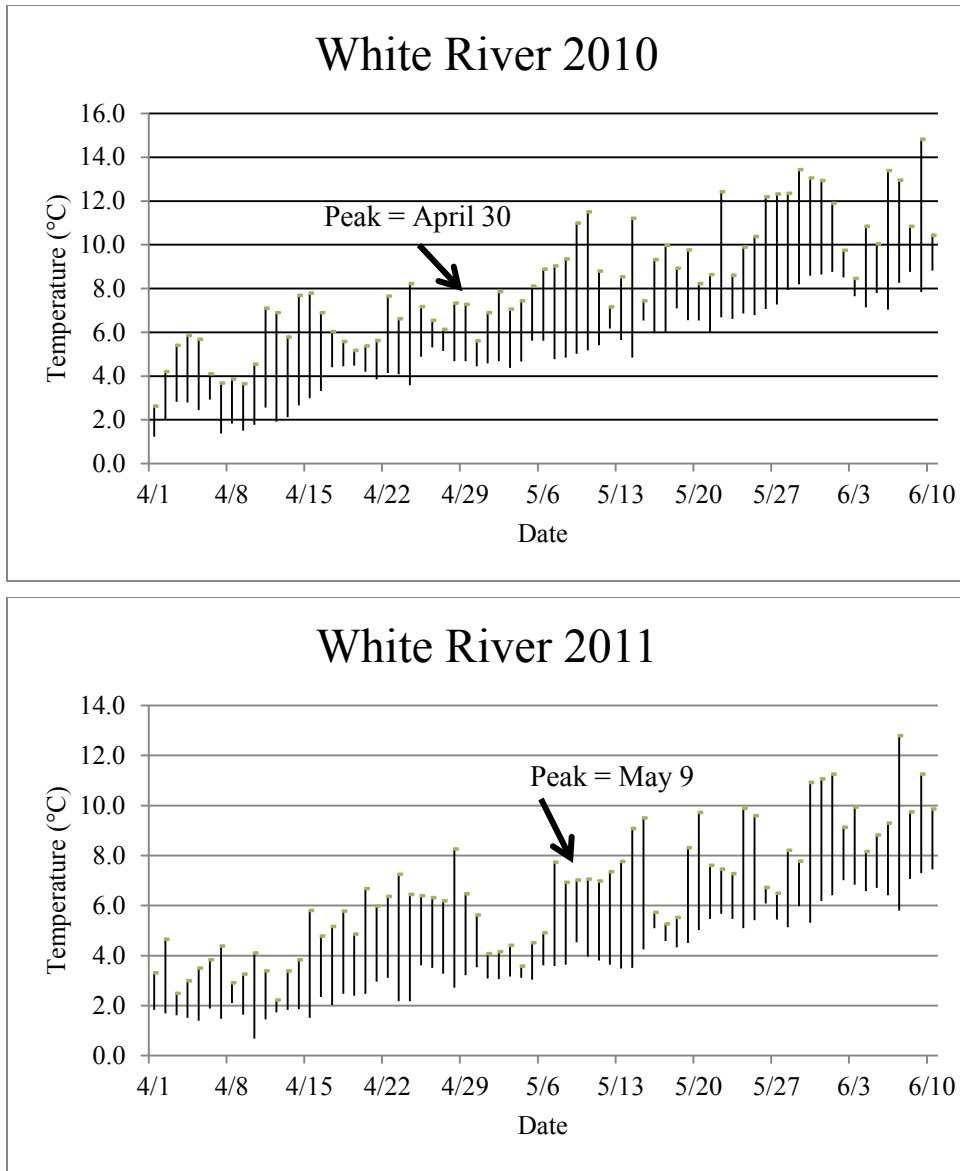 White River 2010
16.0
14.0
12.0
10.0
8.0
6.0
4.0
2.0
0.0
Temperature (°C)
Peak = April 30
4/1 4/8 4/15 4/22 4/29 5/6 5/13 5/20 5/27 6/3 6/10
Date
White River 2011
14.0
12.0
10.0
8.0
6.0
4.0
2.0
0.0
Temperature (°C)
Peak = May 9
4/1 4/8 4/15 4/22 4/29 5/6 5/13 5/20 5/27 6/3 6/10
Date